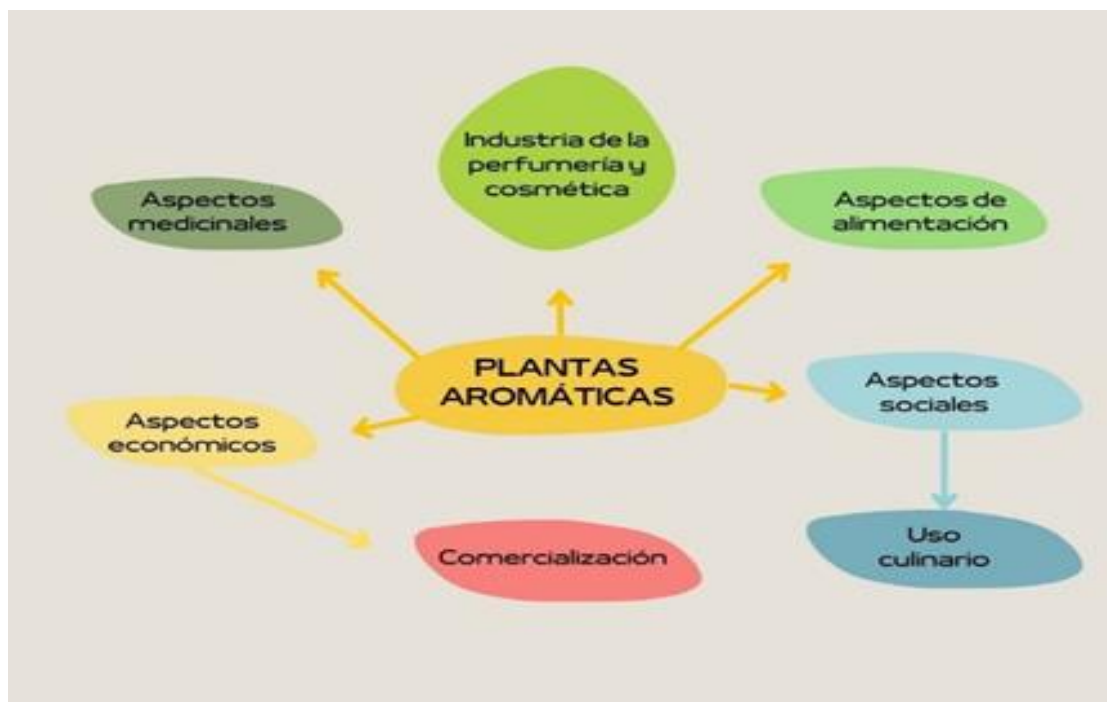 Industria de la
perfumería y
cosmética
Aspectos
medicinales
Aspectos de
alimentación
PLANTAS
AROMÁTICAS
Aspectos
sociales
Aspectos
económicos
Uso
culinario
Comercialización